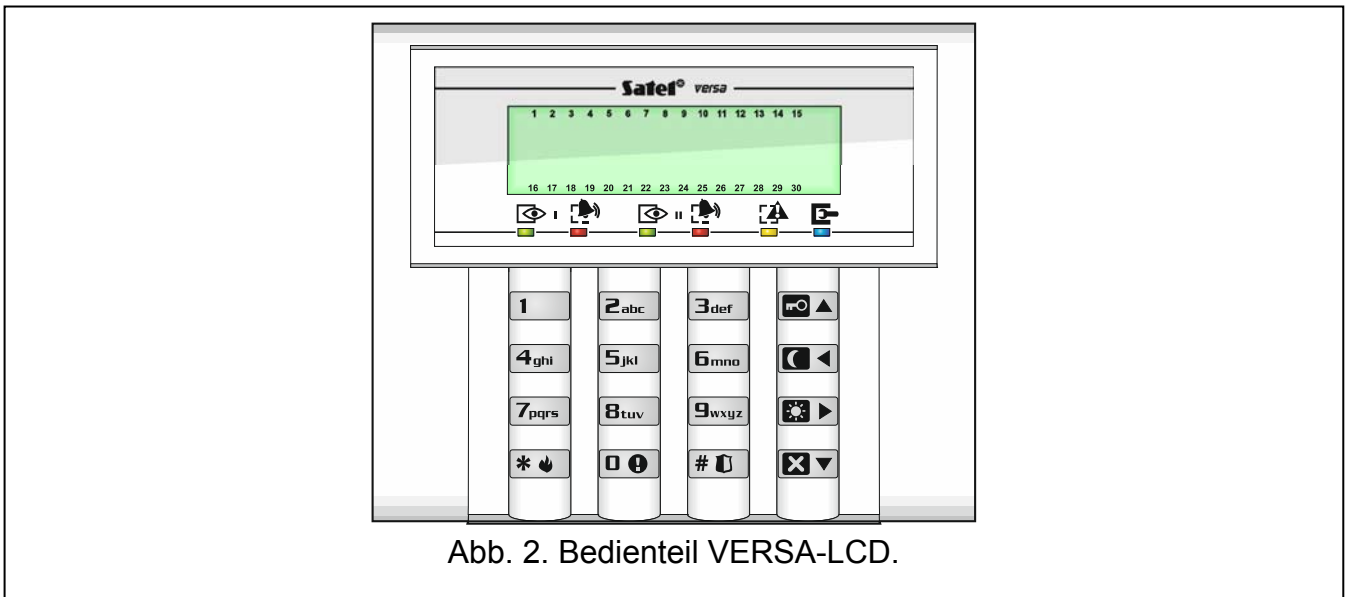 Satel® versa
1 2 3 4 5 6 7 8 9 10 11 12 13 14 15
16 17 18 19 20 21 22 23 24 25 26 27 28 29 30
I II
1 2abc 3def
4ghi 5jkl 6mno
7pqrs 8tuv 9wxyz
* 0 #
Abb. 2. Bedienteil VERSA-LCD.